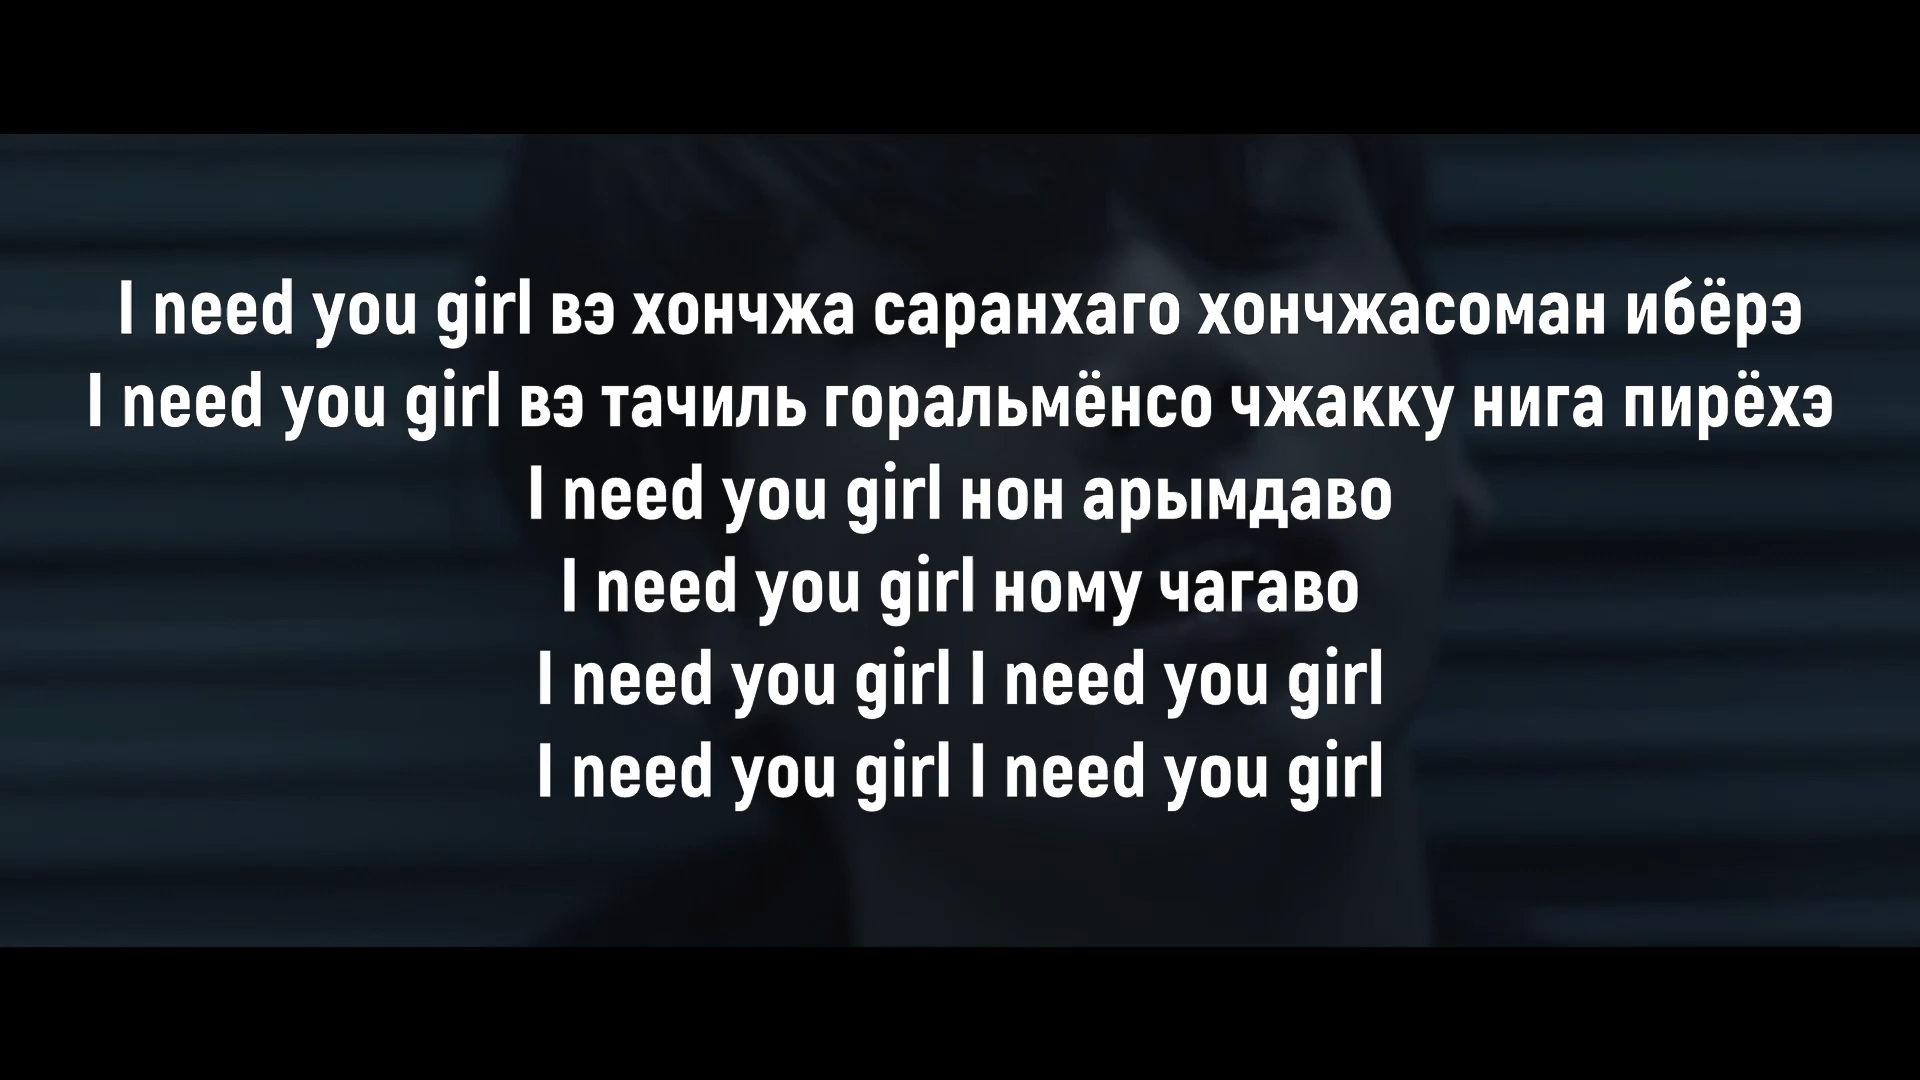 I need you girl вэ хончжа саранхаго хончжасоман ибёрэ
I need you girl вэ тачиль горальмёнсо чжакку нига пирёхэ
I need you girl нон арымдаво
I need you girl ному чагаво
I need you girl I need you girl
I need you girl I need you girl